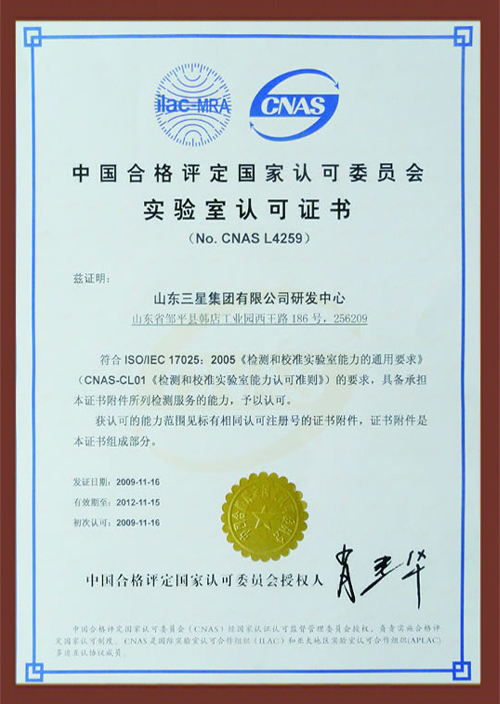 ilac-MRA
CNAS
中国合格评定国家认可委员会
实验室认可证书
（No. CNAS L4259）
兹证明：
山东三星集团有限公司研发中心
山东省邹平县韩店工业园西王路 186 号，256209
符合 ISO/IEC 17025：2005《检测和校准实验室能力的通用要求》
（CNAS-CL01《检测和校准实验室能力认可准则》）的要求，具备承担
本证书附件所列检测服务的能力，予以认可。
获认可的能力范围见标有相同认可注册号的证书附件，证书附件是
本证书组成部分。
发证日期：2009-11-16
有效期至：2012-11-15
初次认可：2009-11-16
中国合格评定国家认可委员会授权人
中国合格评定国家认可委员会（CNAS）经国家认证认可监督管理委员会授权，负责实施合格评
定国家认可制度。CNAS是国际实验室认可合作组织（ILAC）和亚太地区实验室认可合作组织(APLAC)
多边互认协议成员。